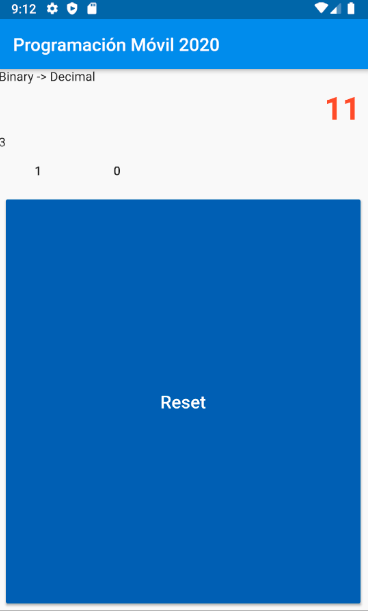 9:12
Programación Móvil 2020
Binary -> Decimal
11
3
1 0
Reset